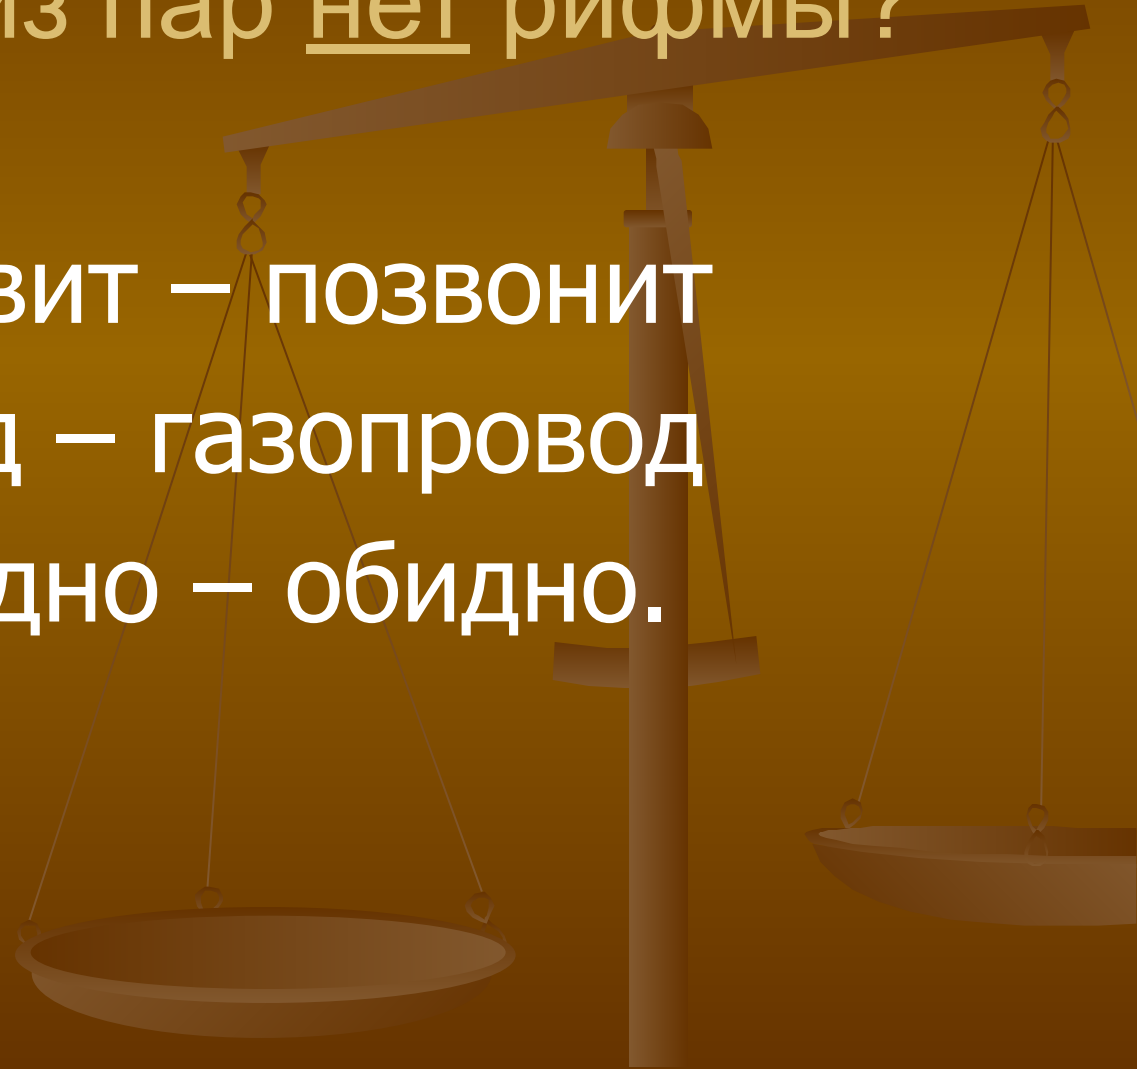 из пар нет рифмы?
вит – позвонит
д – газопровод
дно – обидно.